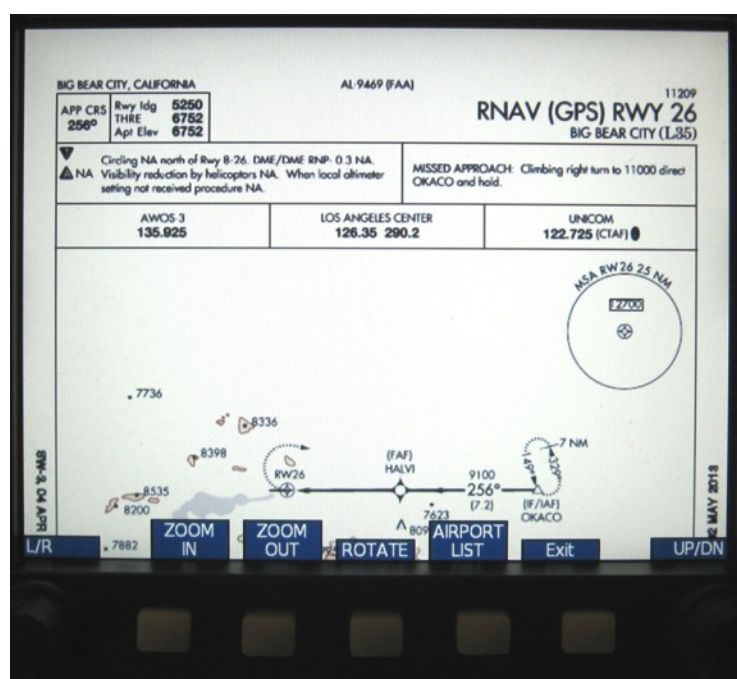 BIG BEAR CITY, CALIFORNIA
AL-9469 (FAA)
11209
APP CRS
256°
Rwy ldg 5250
THRE 6752
Apt Elev 6752
RNAV (GPS) RWY 26
BIG BEAR CITY (L35)
Circling NA north of Rwy 8-26. DME/DME RNP- 0.3 NA.
NA Visibility reduction by helicopters NA. When local altimeter
setting not received procedure NA.
MISSED APPROACH: Climbing right turn to 11000 direct
OKACO and hold.
AWOS 3
135.925
LOS ANGELES CENTER
126.35 290.2
UNICOM
122.725 (CTAF)
MSA RW26 25 NM
12700
7736
8336
8398
7 NM
149°
329°
(FAF)
HALVI
RW26
9100
256°
(7.2)
(IF/IAF)
OKACO
8535
8200
7623
809
7882
SW-3, 04 APR
02 MAY 2013
L/R
ZOOM
IN
ZOOM
OUT
ROTATE
AIRPORT
LIST
Exit
UP/DN